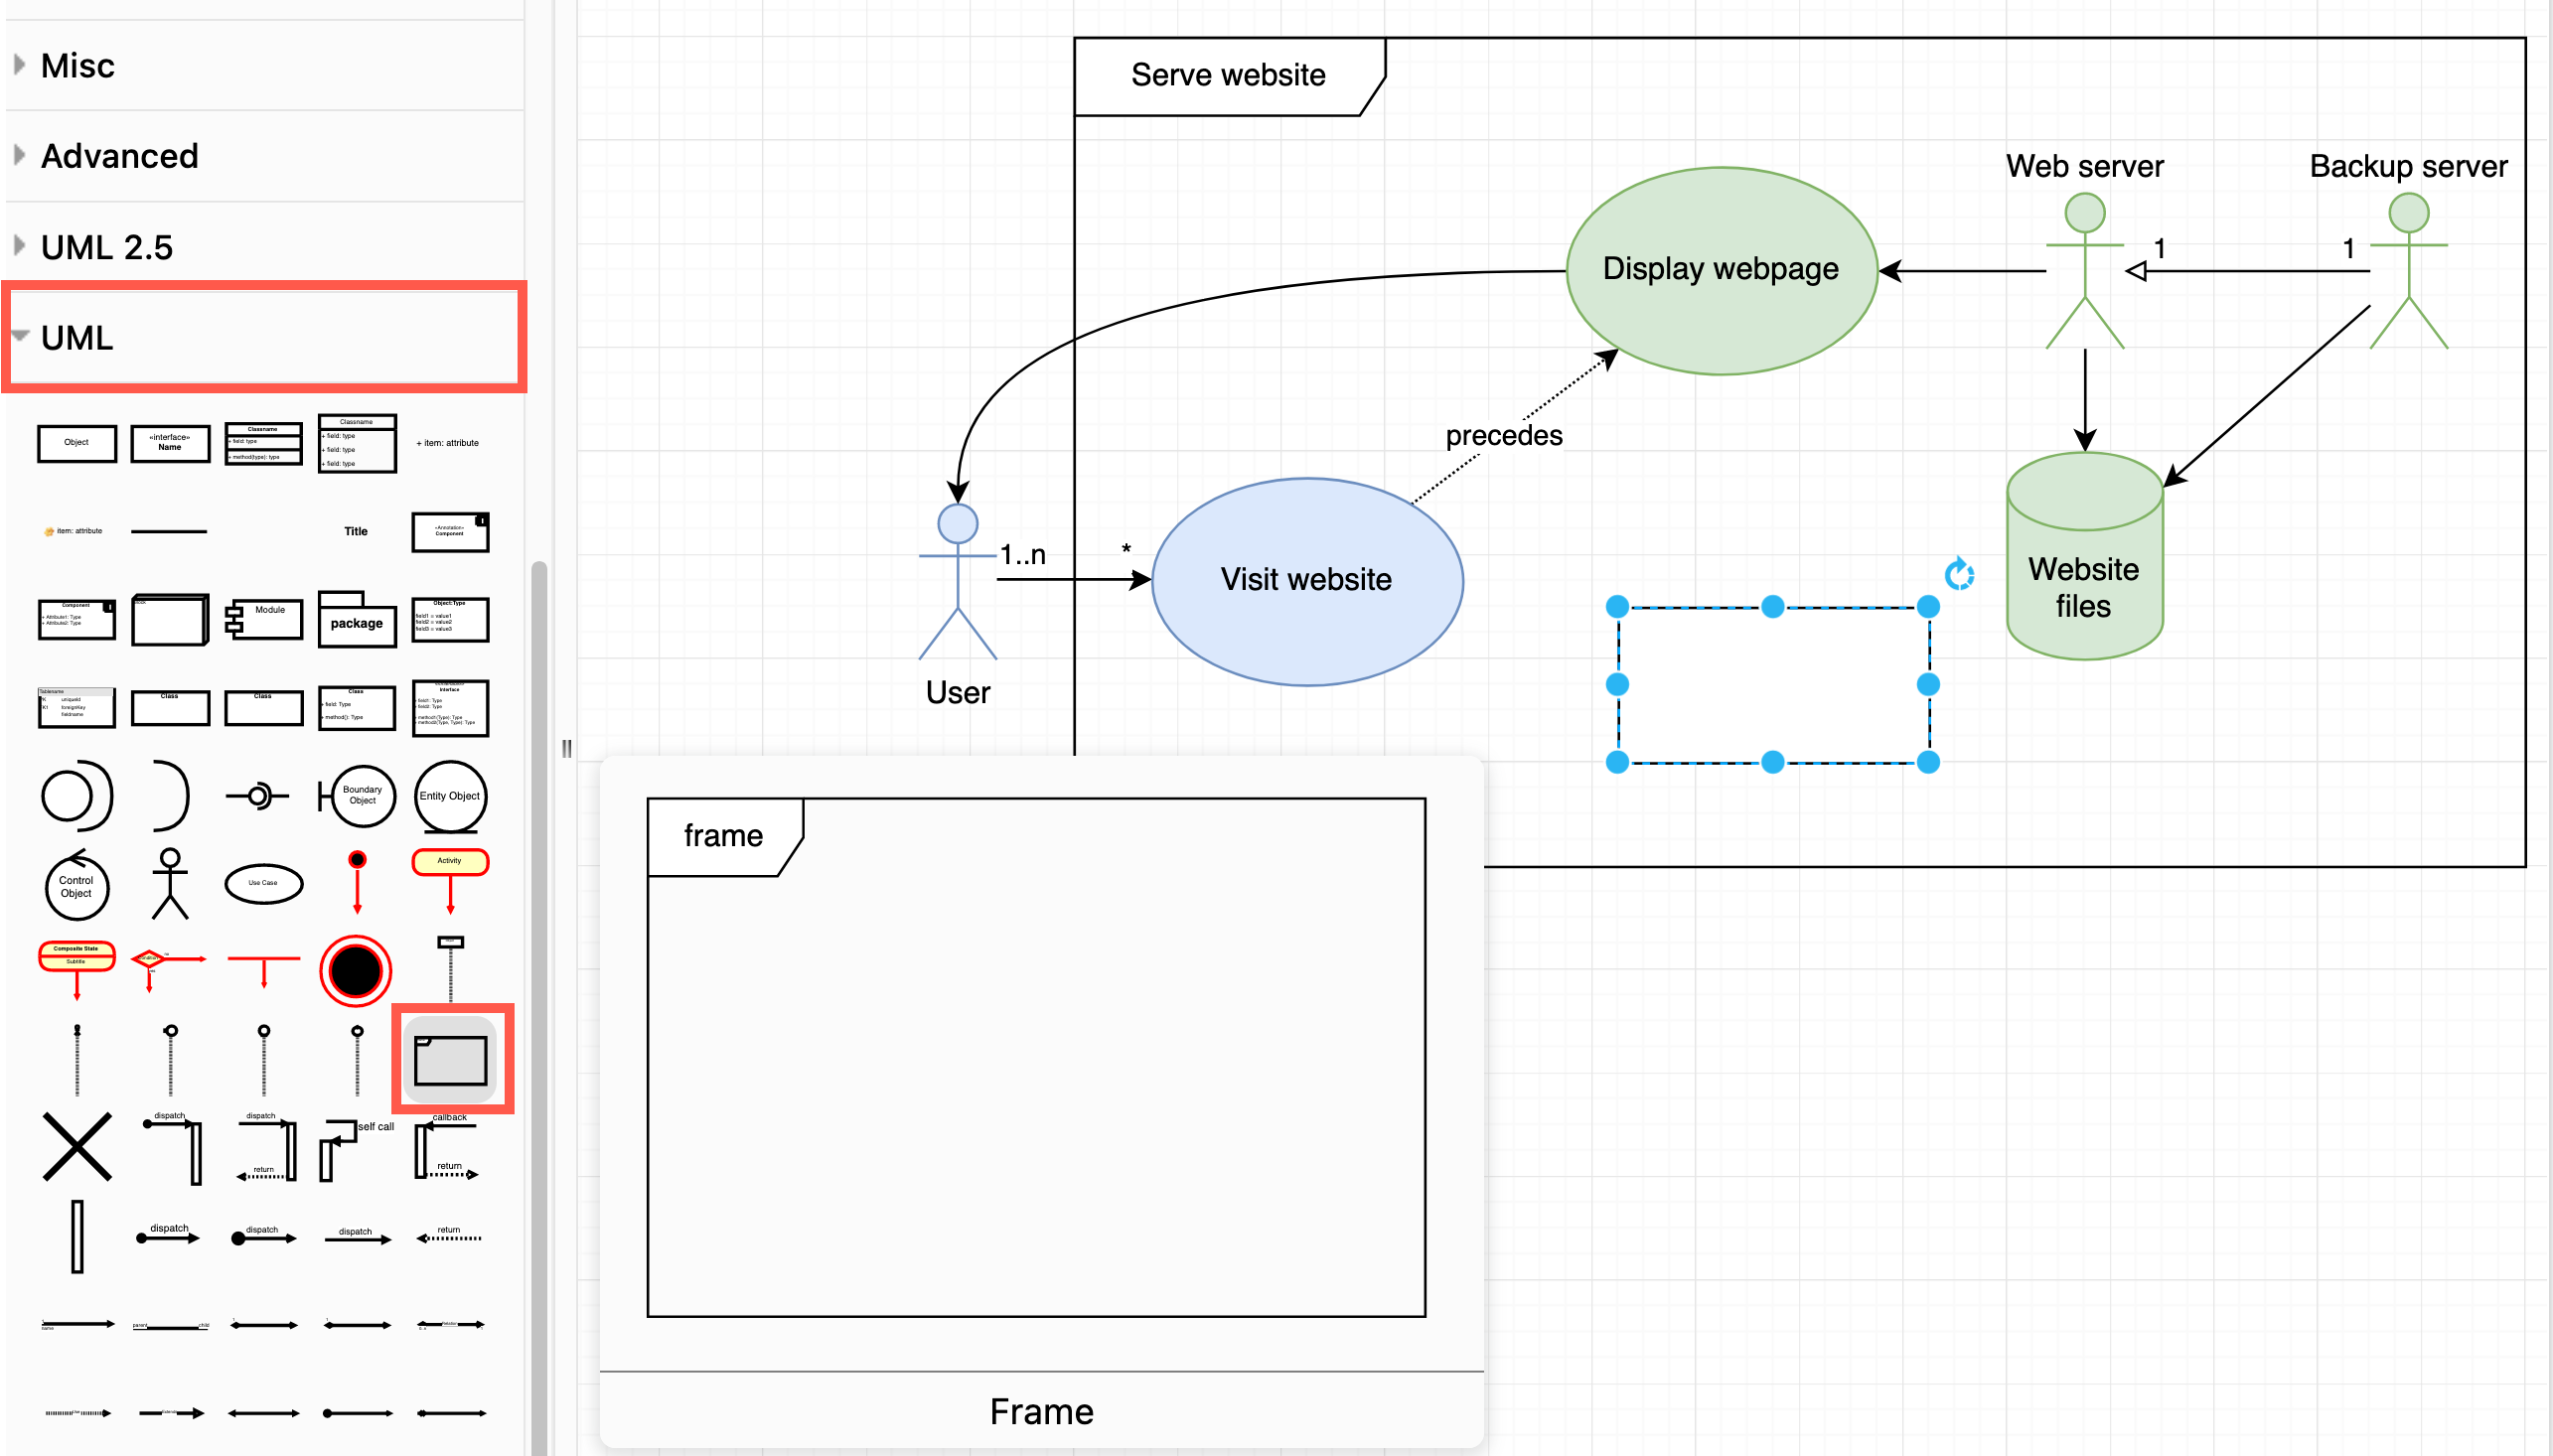 Misc
Advanced
UML 2.5
UML
Object
«interface»
Name
Classname
+ field: type
+ method(type): type
Classname
+ field: type
+ field: type
+ field: type
+ item: attribute
item: attribute
Title
«Annotation»
Component
Component
+ Attribute1: Type
+ Attribute2: Type
Module
package
Object:Type
field1 = value1
field2 = value2
field3 = value3
Tablename
uniqueId
foreignKey
fieldname
Class
Class
Class
+ field: Type
+ method(): Type
Interface
+ field1: Type
+ field2: Type
+ method1(Type): Type
+ method2(Type, Type): Type
Boundary
Object
Entity Object
Control
Object
Use Case
Activity
Composite State
Subtitle
dispatch
dispatch
return
self call
callback
return
dispatch
dispatch
dispatch
return
name
parent
child
Serve website
Display webpage
Web server
Backup server
1
1
precedes
1..n
*
Visit website
User
Website
files
frame
Frame